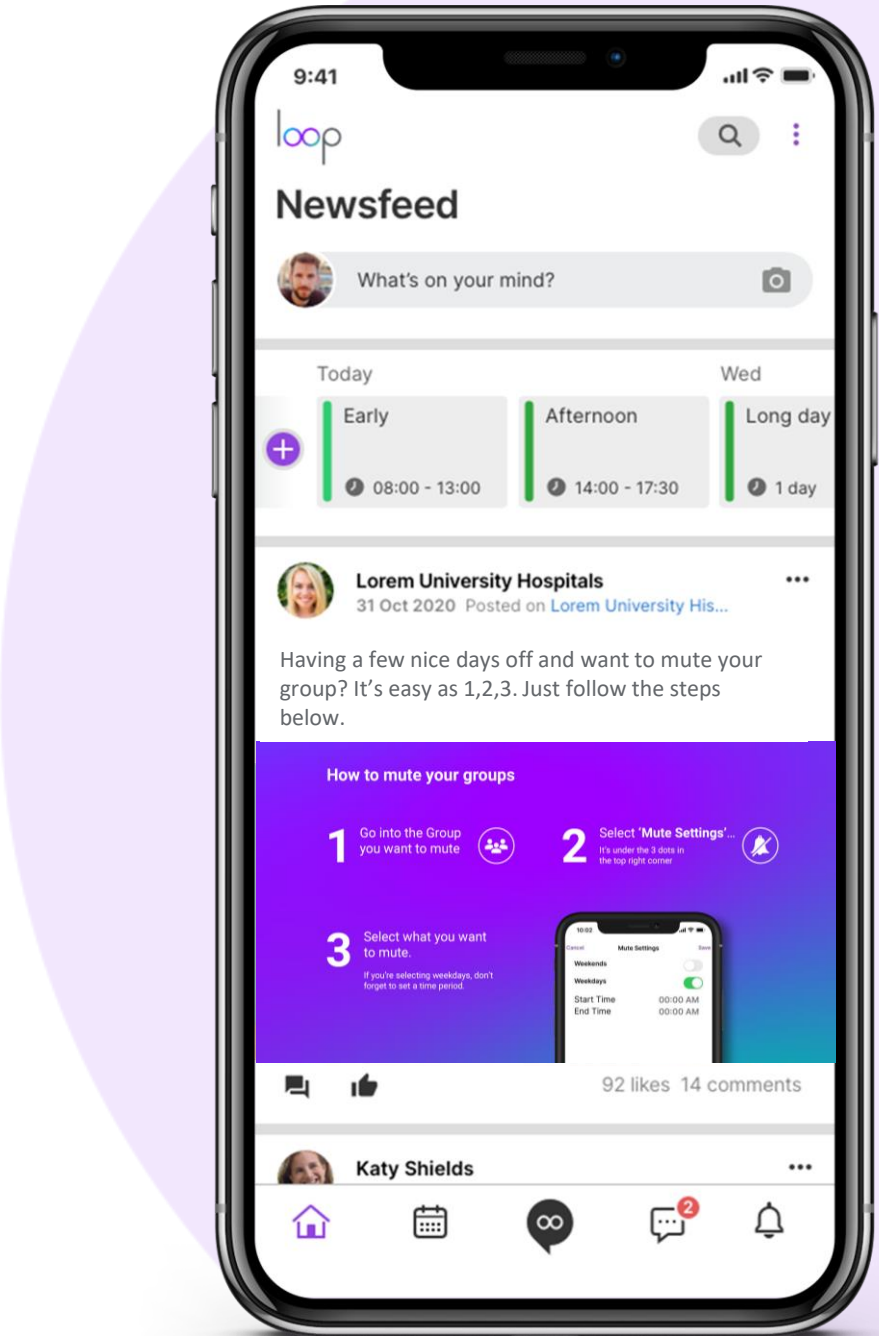 9:41
loop
Newsfeed
What's on your mind?
Today
Wed
Early
Afternoon
Long day
08:00 - 13:00
14:00 - 17:30
1 day
Lorem University Hospitals
31 Oct 2020 Posted on Lorem University His...
Having a few nice days off and want to mute your
group? It's easy as 1,2,3. Just follow the steps
below.
How to mute your groups
1
Go into the Group
you want to mute
2
Select 'Mute Settings'...
It's under the 3 dots in
the top right corner
3
Select what you want
to mute.
If you're selecting weekdays, don't
forget to set a time period.
10:02
Cancel
Mute Settings
Save
Weekends
Weekdays
Start Time 00:00 AM
End Time 00:00 AM
92 likes 14 comments
Katy Shields
2